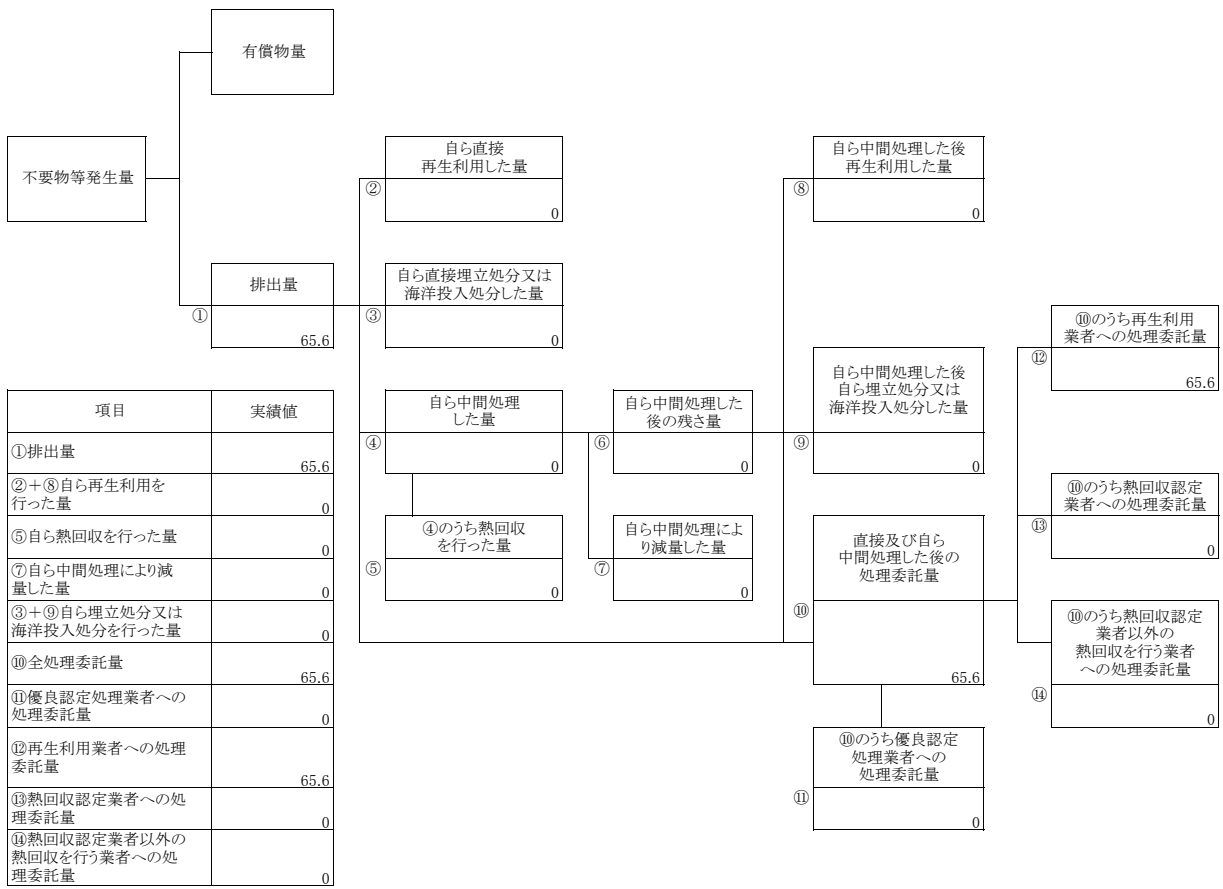 有償物量
不要物等発生量
自ら直接
再生利用した量
②
0
自ら中間処理した後
再生利用した量
⑧
0
排出量
①
65.6
自ら直接埋立処分又は
海洋投入処分した量
③
0
⑩のうち再生利用
業者への処理委託量
⑫
65.6
自ら中間処理
した量
④
0
自ら中間処理した
後の残さ量
⑥
0
自ら中間処理した後
自ら埋立処分又は
海洋投入処分した量
⑨
0
⑩のうち熱回収認定
業者への処理委託量
⑬
0
④のうち熱回収
を行った量
⑤
0
自ら中間処理によ
り減量した量
⑦
0
直接及び自ら
中間処理した後の
処理委託量
⑩
65.6
⑩のうち熱回収認定
業者以外の
熱回収を行う業者
への処理委託量
⑭
0
⑩のうち優良認定
処理業者への
処理委託量
⑪
0
項目 実績値
①排出量
65.6
②＋⑧自ら再生利用を
行った量
0
⑤自ら熱回収を行った量
0
⑦自ら中間処理により減
量した量
0
③＋⑨自ら埋立処分又は
海洋投入処分を行った量
0
⑩全処理委託量
65.6
⑪優良認定処理業者への
処理委託量
0
⑫再生利用業者への処理
委託量
65.6
⑬熱回収認定業者への処
理委託量
0
⑭熱回収認定業者以外の
熱回収を行う業者への処
理委託量
0